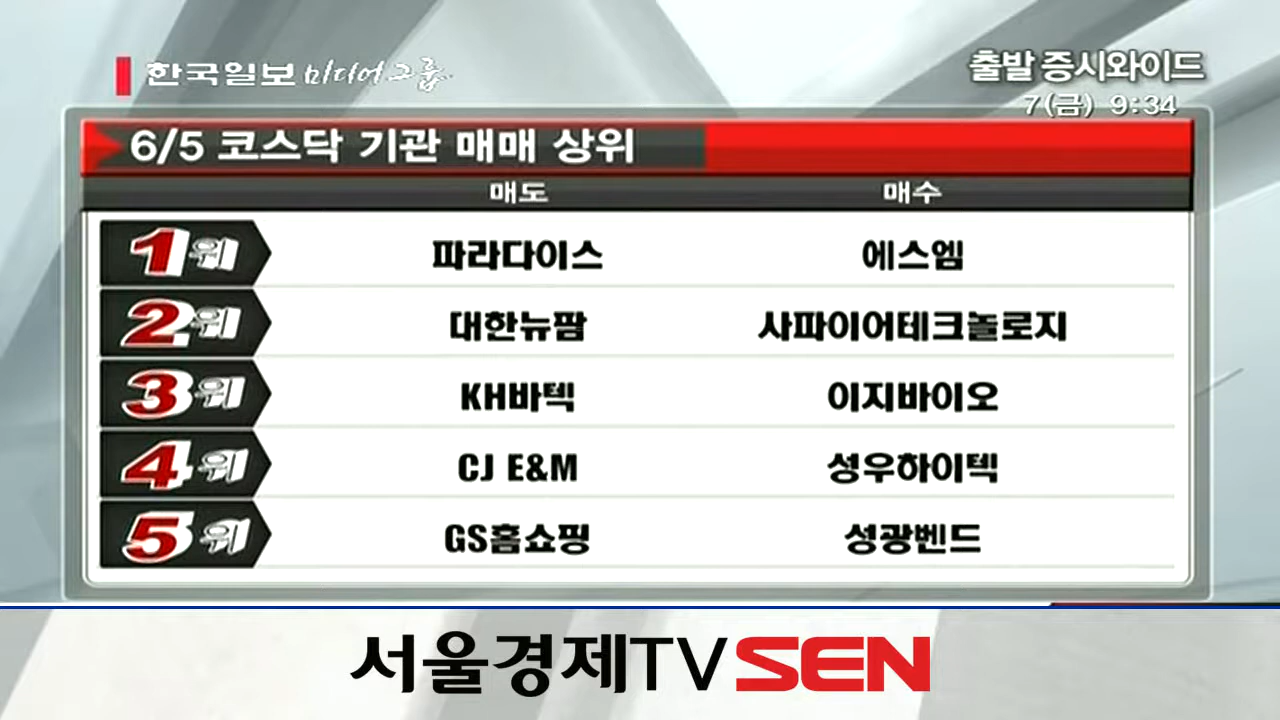 한국일보 미디어그룹
출발 증시와이드
7(금) 9:34
6/5 코스닥 기관 매매 상위
매도 매수
1위 파라다이스 에스엠
2위 대한뉴팜 사파이어테크놀로지
3위 KH바텍 이지바이오
4위 CJ E&M 성우하이텍
5위 GS홈쇼핑 성광벤드
서울경제TV SEN